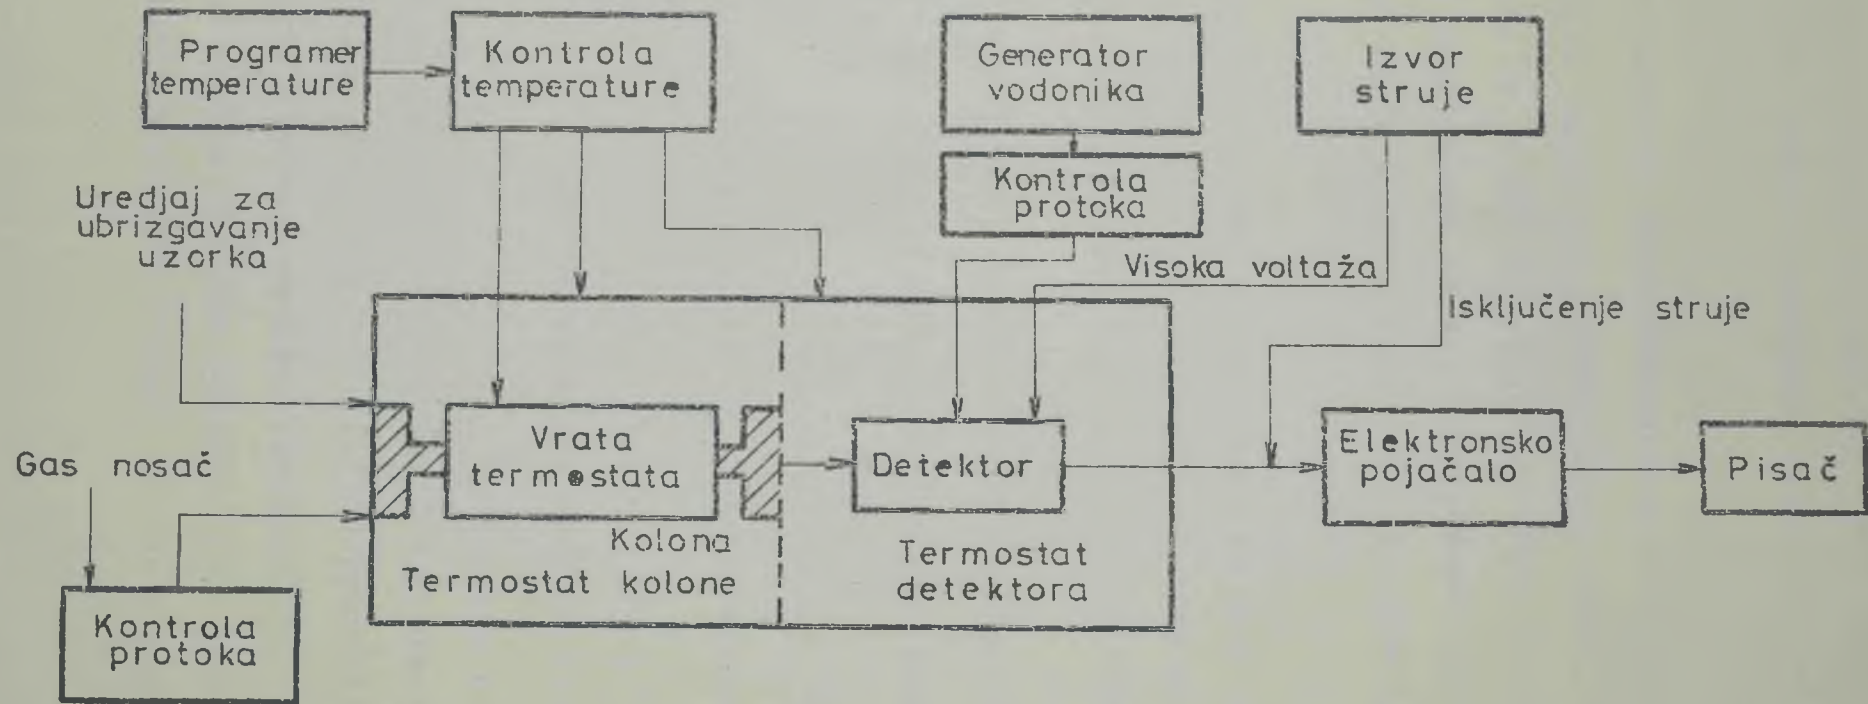 Programer
temperature
Kontrola
temperature
Generator
vodonika
Izvor
struje
Kontrola
protoka
Uredjaj za
ubrizgavanje
uzorka
Visoka voltaža
Isključenje struje
Gas nosač
Vrata
termostata
Detektor
Elektronsko
pojačalo
Pisač
Kolona
Termostat kolone
Termostat
detektora
Kontrola
protoka